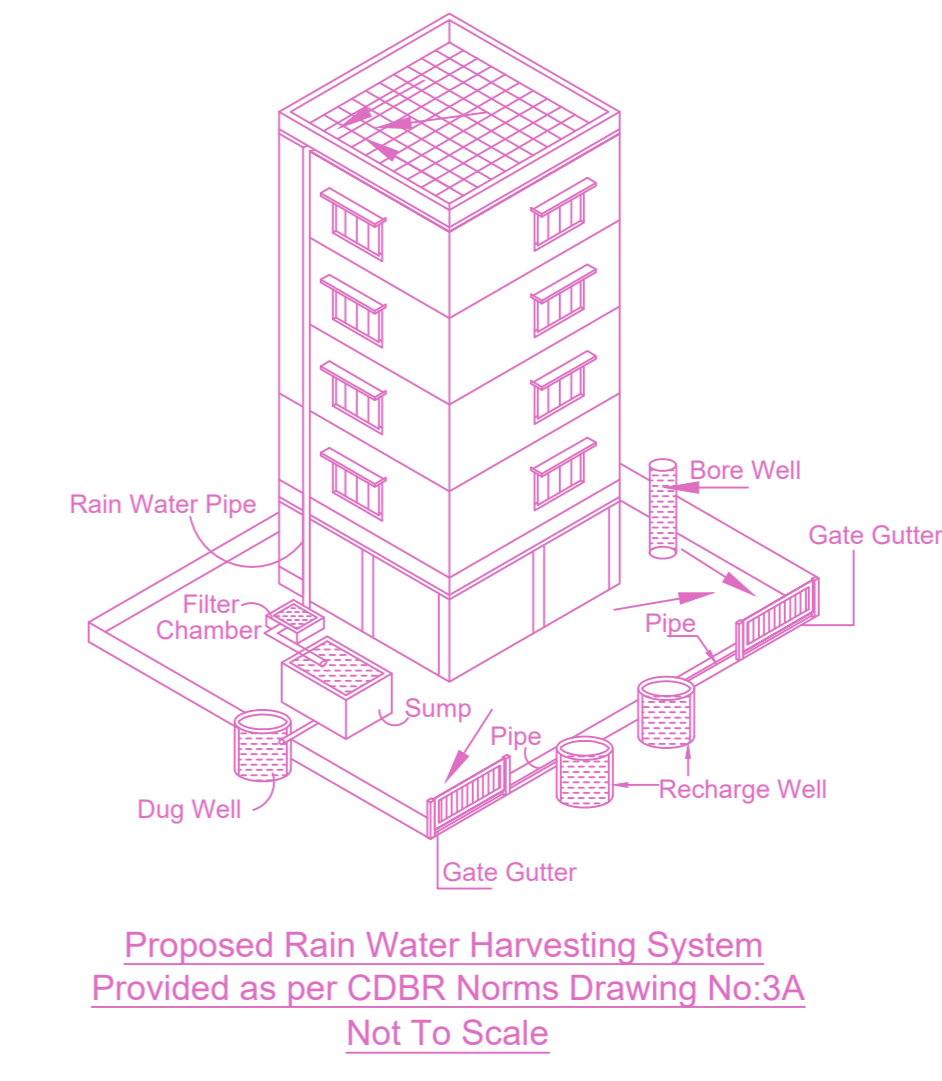 Bore Well
Rain Water Pipe
Gate Gutter
Filter
Chamber
Pipe
Sump
Pipe
Recharge Well
Dug Well
Gate Gutter
Proposed Rain Water Harvesting System
Provided as per CDBR Norms Drawing No:3A
Not To Scale